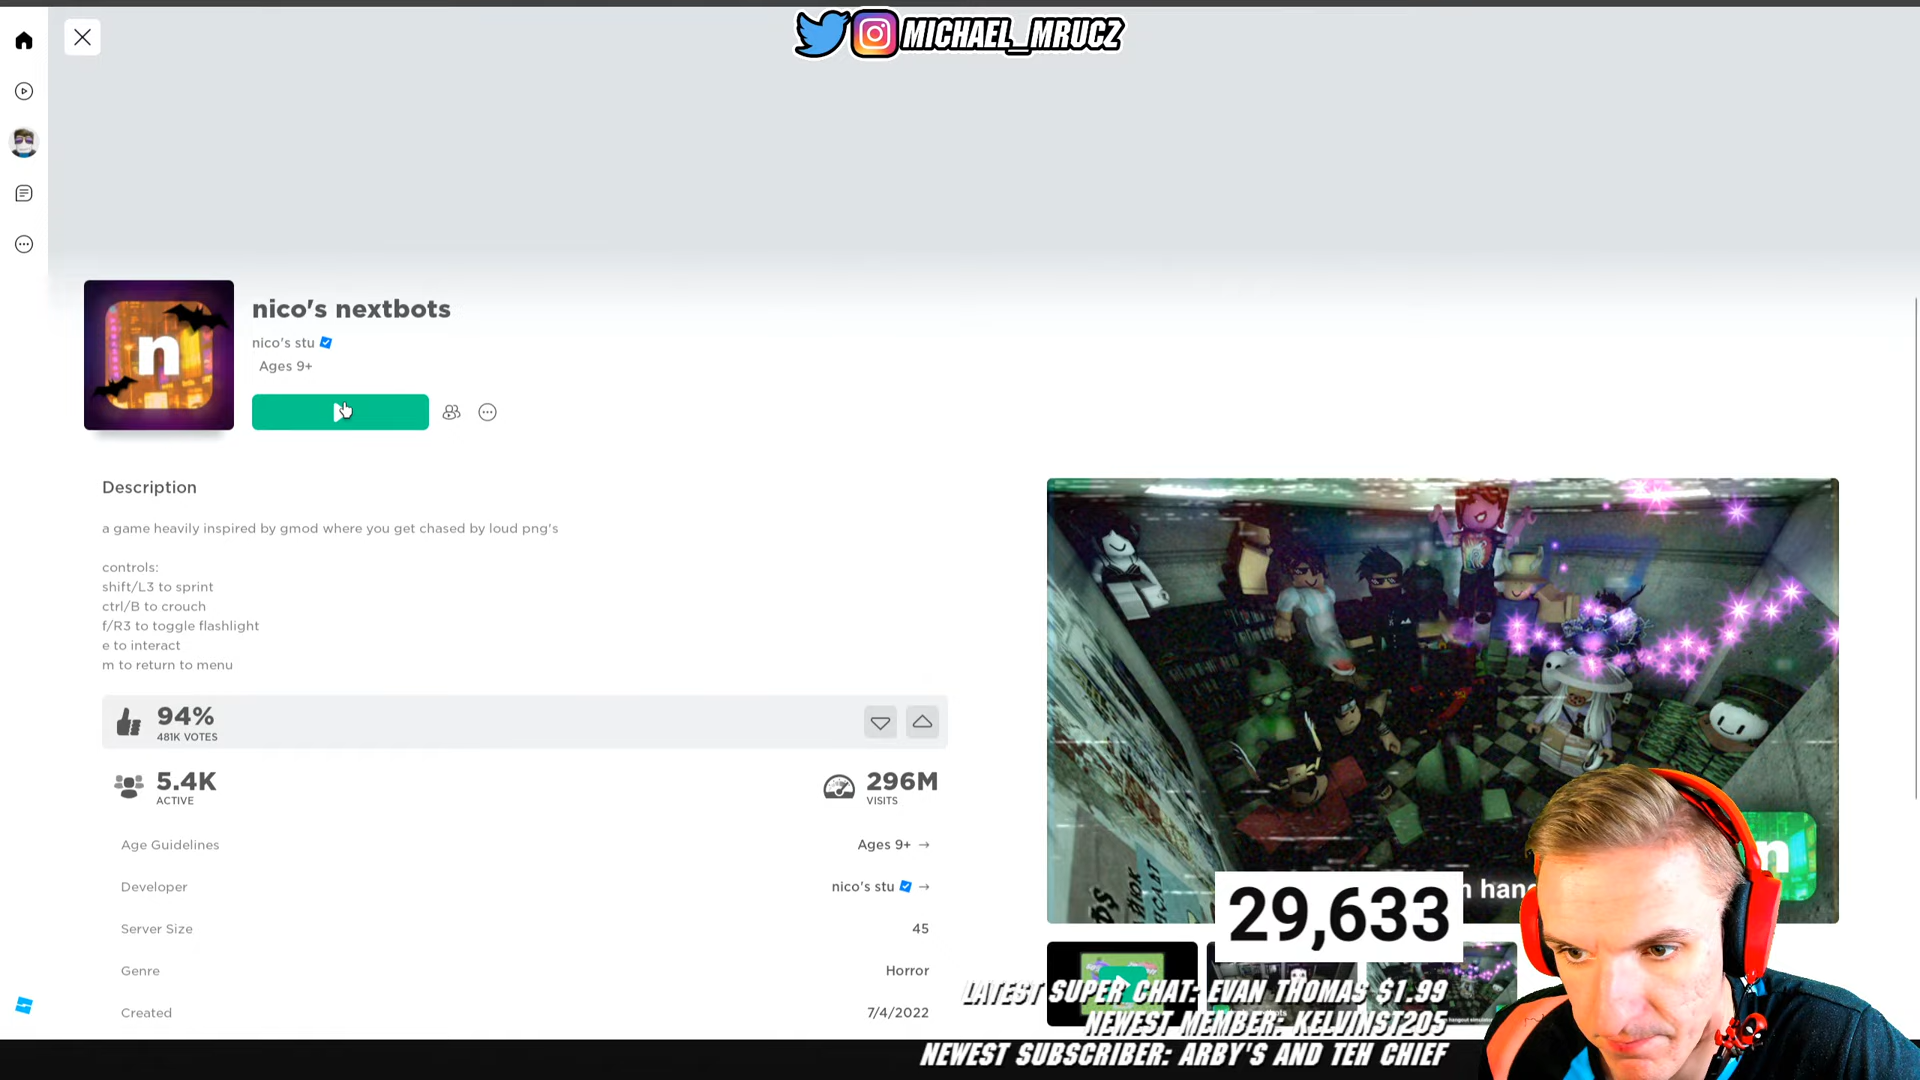 MICHAEL_MRUCZ
n
nico's nextbots
nico's stu
Ages 9+
Description
a game heavily inspired by gmod where you get chased by loud png's
controls:
shift/L3 to sprint
ctrl/B to crouch
f/R3 to toggle flashlight
e to interact
m to return to menu
94%
481K VOTES
5.4K
ACTIVE
296M
VISITS
Age Guidelines
Ages 9+ →
Developer
nico's stu →
Server Size
45
Genre
Horror
Created
7/4/2022
n
29,633
LATEST SUPER CHAT: EVAN THOMAS $1.99
NEWEST MEMBER: KELVINST205
NEWEST SUBSCRIBER: ARBY'S AND TEH CHIEF